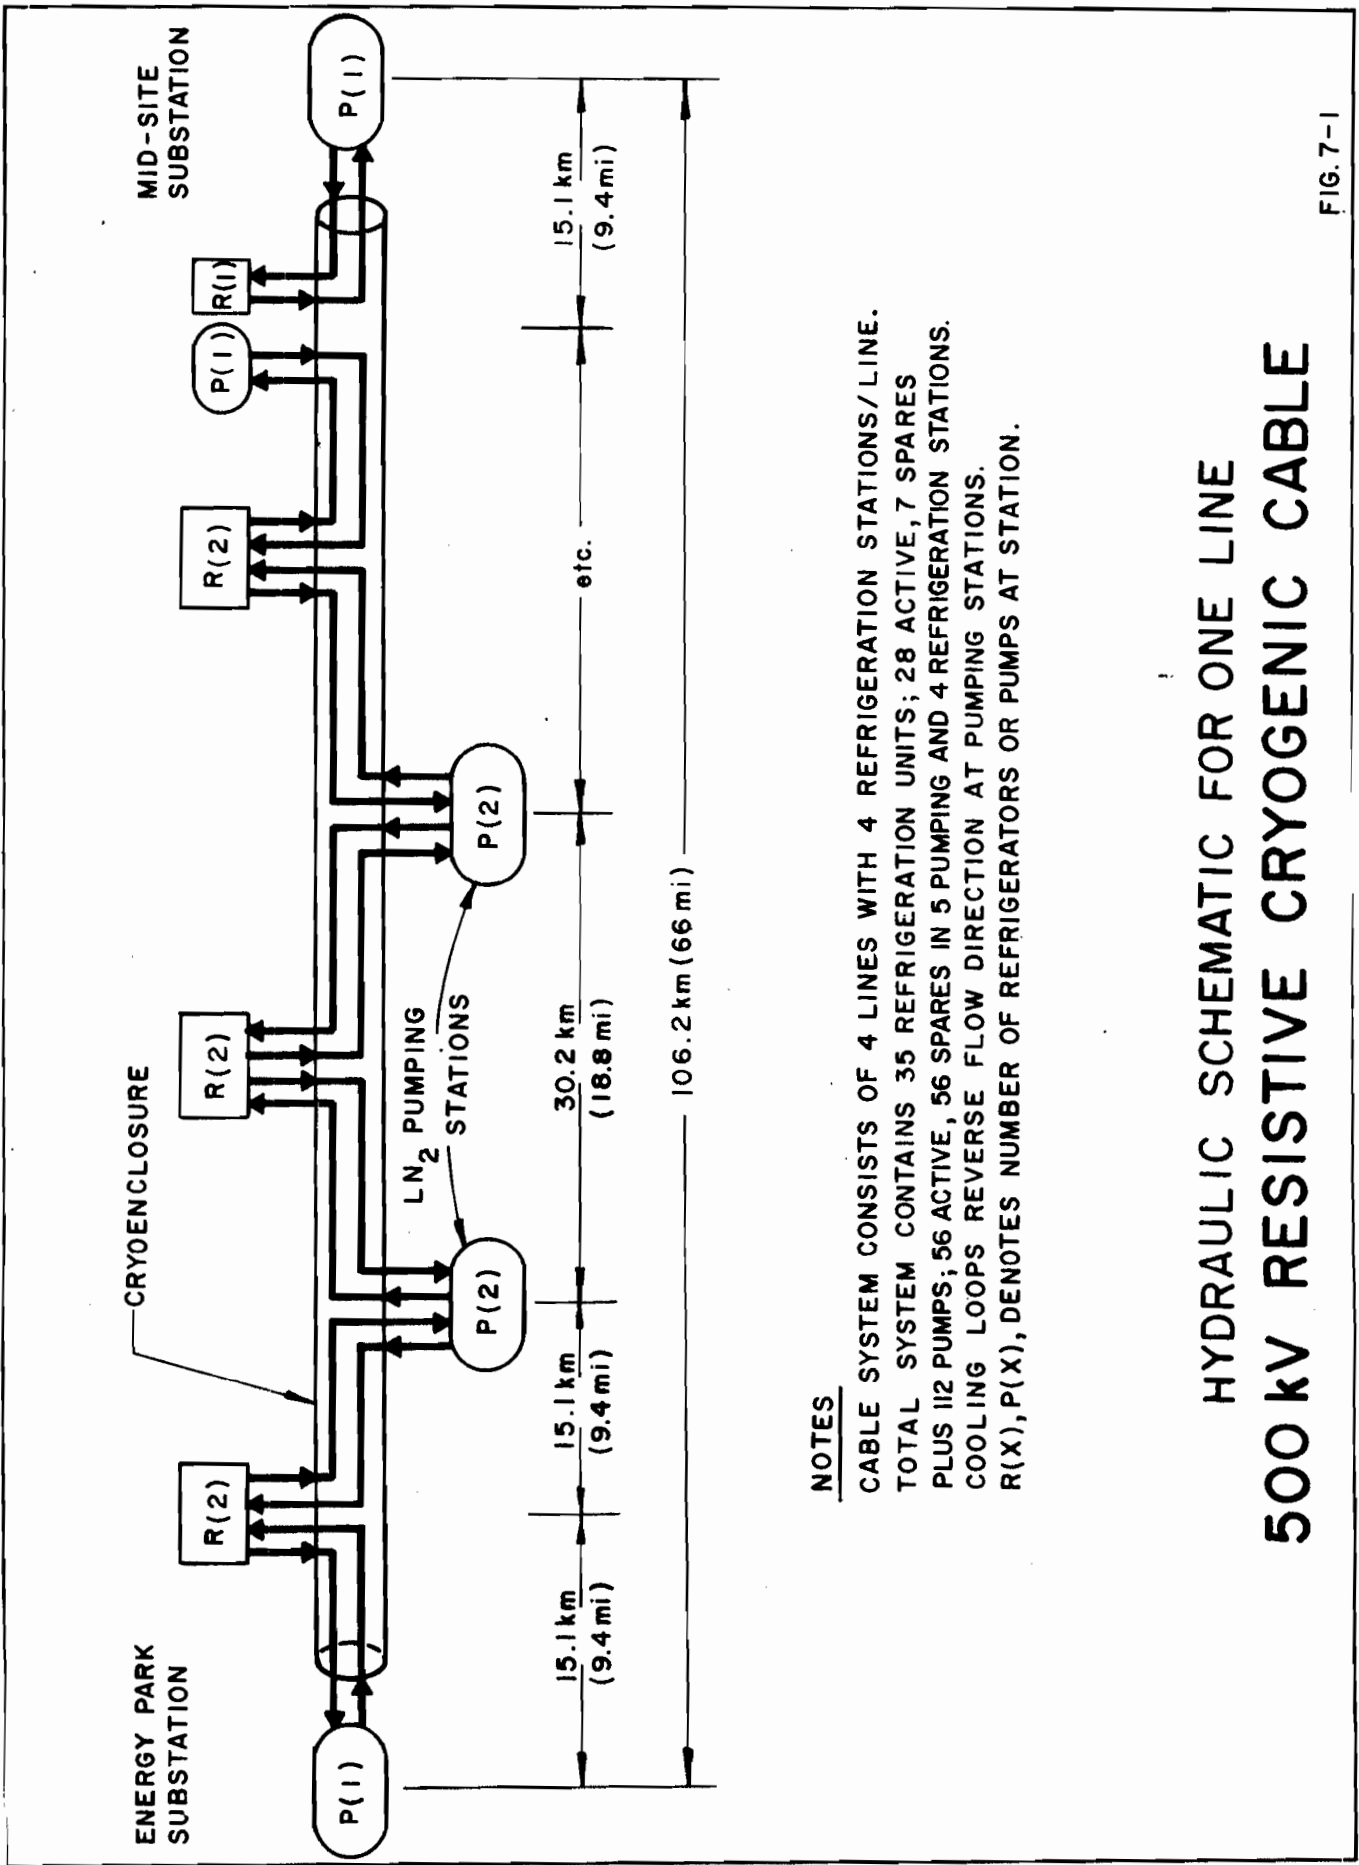 ENERGY PARK
SUBSTATION
CRYOENCLOSURE
MID-SITE
SUBSTATION
R(2)
R(2)
R(2)
P(1)
R(1)
P(1)
P(1)
LN2 PUMPING
STATIONS
P(2)
P(2)
15.1 km
(9.4 mi)
15.1 km
(9.4 mi)
30.2 km
(18.8 mi)
etc.
15.1 km
(9.4 mi)
106.2 km (66 mi)
NOTES
CABLE SYSTEM CONSISTS OF 4 LINES WITH 4 REFRIGERATION STATIONS/LINE.
TOTAL SYSTEM CONTAINS 35 REFRIGERATION UNITS; 28 ACTIVE, 7 SPARES
PLUS 112 PUMPS; 56 ACTIVE, 56 SPARES IN 5 PUMPING AND 4 REFRIGERATION STATIONS.
COOLING LOOPS REVERSE FLOW DIRECTION AT PUMPING STATIONS.
R(X), P(X), DENOTES NUMBER OF REFRIGERATORS OR PUMPS AT STATION.
HYDRAULIC SCHEMATIC FOR ONE LINE
500 kV RESISTIVE CRYOGENIC CABLE
FIG. 7-1